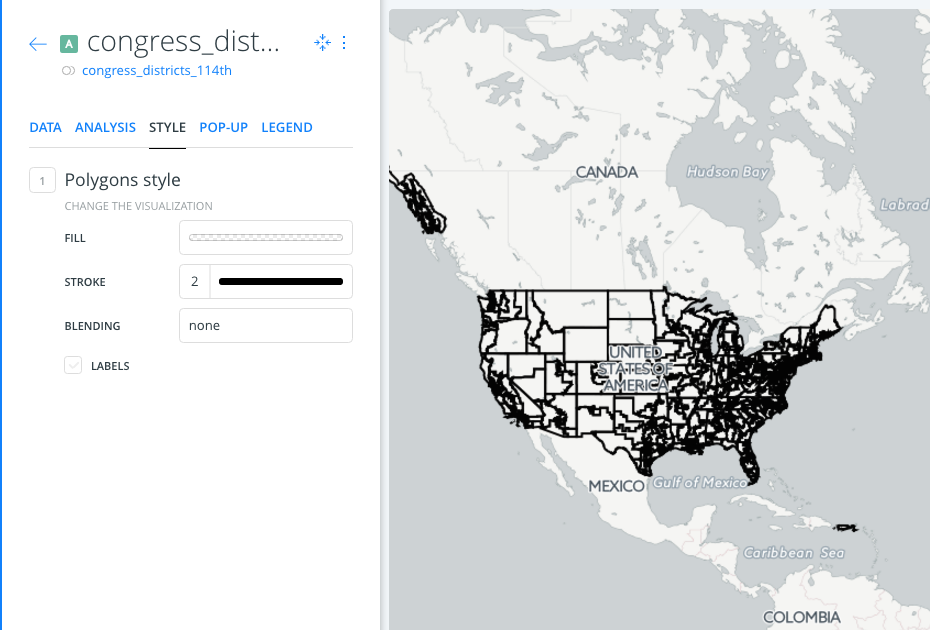 A congress_dist...
congress_districts_114th
DATA ANALYSIS STYLE POP-UP LEGEND
1 Polygons style
CHANGE THE VISUALIZATION
FILL
STROKE 2
BLENDING none
LABELS
CANADA
Hudson Bay
Labrad
UNITED
STATES OF
AMERICA
MEXICO
Gulf of Mexico
Caribbean Sea
COLOMBIA